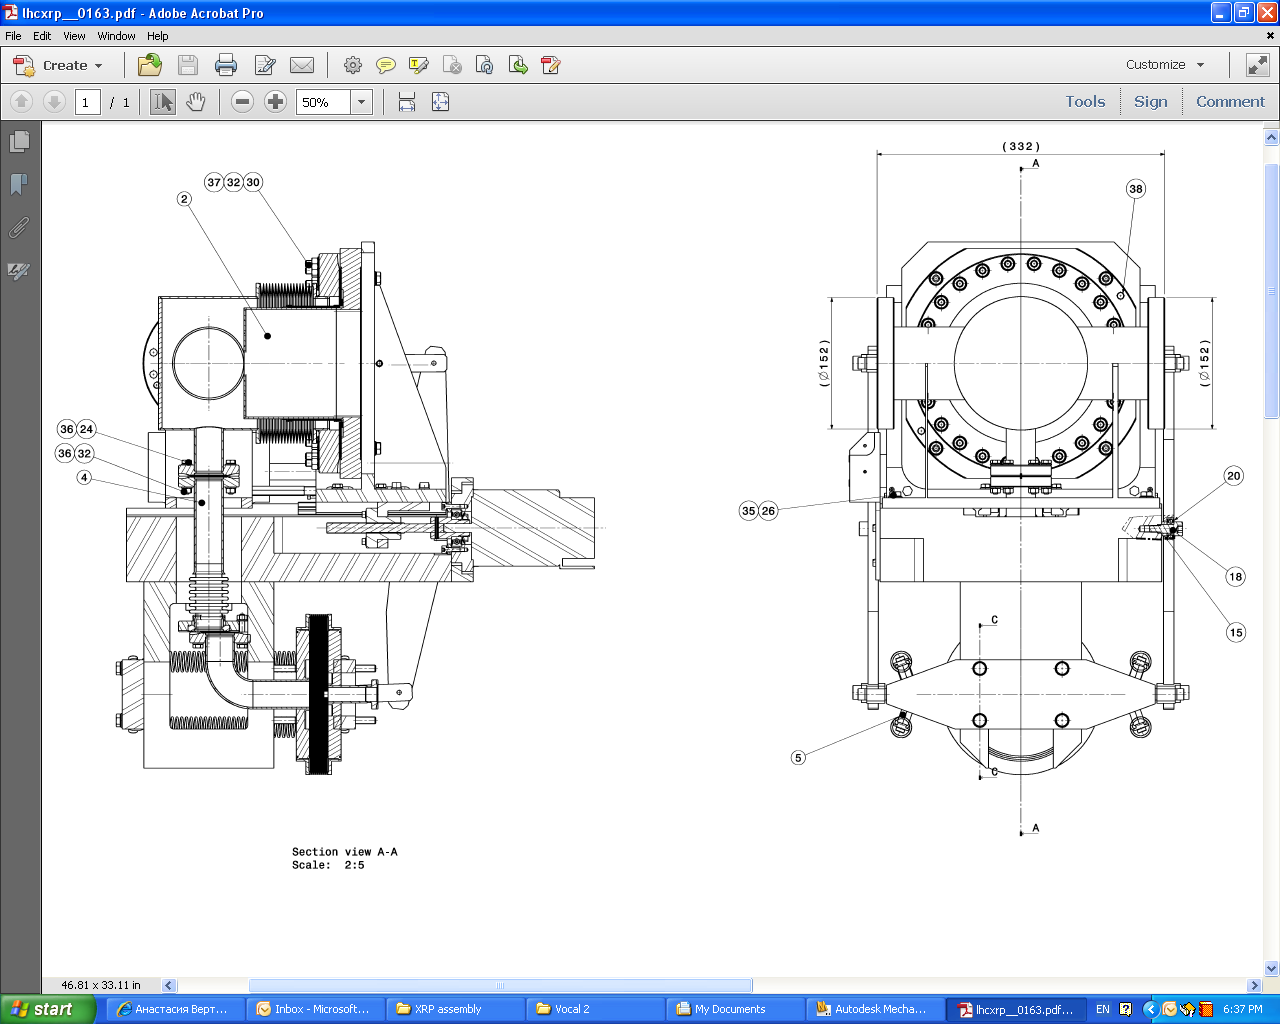 lhcxrp__0163.pdf - Adobe Acrobat Pro
File Edit View Window Help
Create
Customize
1 / 1
50%
Tools Sign Comment
(332)
A
37 32 30
2
38
(Ø152)
(Ø152)
36 24
36 32
4
35 26
20
18
15
C
5
C
A
Section view A-A
Scale: 2:5
46.81 x 33.11 in
start
Анастасия Верт...
Inbox - Microsoft...
XRP assembly
Vocal 2
My Documents
Autodesk Mecha...
lhcxrp__0163.pdf...
EN
6:37 PM